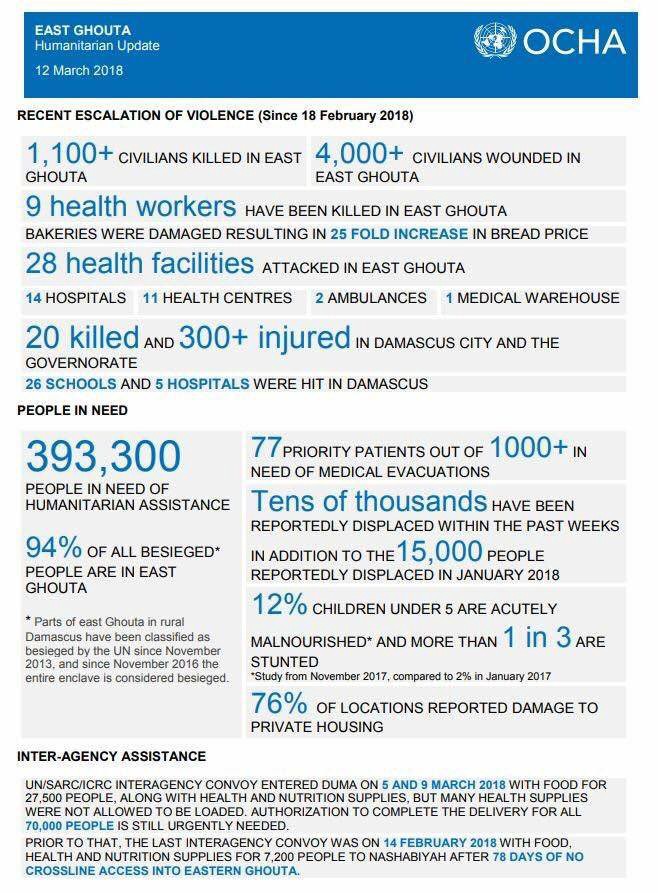 EAST GHOUTA
Humanitarian Update
12 March 2018
OCHA
RECENT ESCALATION OF VIOLENCE (Since 18 February 2018)
1,100+ CIVILIANS KILLED IN EAST
GHOUTA
4,000+ CIVILIANS WOUNDED IN
EAST GHOUTA
9 health workers HAVE BEEN KILLED IN EAST GHOUTA
BAKERIES WERE DAMAGED RESULTING IN 25 FOLD INCREASE IN BREAD PRICE
28 health facilities ATTACKED IN EAST GHOUTA
14 HOSPITALS
11 HEALTH CENTRES
2 AMBULANCES
1 MEDICAL WAREHOUSE
20 killed AND 300+ injured IN DAMASCUS CITY AND THE
GOVERNORATE
26 SCHOOLS AND 5 HOSPITALS WERE HIT IN DAMASCUS
PEOPLE IN NEED
393,300
PEOPLE IN NEED OF
HUMANITARIAN ASSISTANCE
94% OF ALL BESIEGED*
PEOPLE ARE IN EAST
GHOUTA
* Parts of east Ghouta in rural
Damascus have been classified as
besieged by the UN since November
2013, and since November 2016 the
entire enclave is considered besieged.
77 PRIORITY PATIENTS OUT OF 1000+ IN
NEED OF MEDICAL EVACUATIONS
Tens of thousands HAVE BEEN
REPORTEDLY DISPLACED WITHIN THE PAST WEEKS
IN ADDITION TO THE 15,000 PEOPLE
REPORTEDLY DISPLACED IN JANUARY 2018
12% CHILDREN UNDER 5 ARE ACUTELY
MALNOURISHED* AND MORE THAN 1 in 3 ARE
STUNTED
*Study from November 2017, compared to 2% in January 2017
76% OF LOCATIONS REPORTED DAMAGE TO
PRIVATE HOUSING
INTER-AGENCY ASSISTANCE
UN/SARC/ICRC INTERAGENCY CONVOY ENTERED DUMA ON 5 AND 9 MARCH 2018 WITH FOOD FOR
27,500 PEOPLE, ALONG WITH HEALTH AND NUTRITION SUPPLIES, BUT MANY HEALTH SUPPLIES
WERE NOT ALLOWED TO BE LOADED. AUTHORIZATION TO COMPLETE THE DELIVERY FOR ALL
70,000 PEOPLE IS STILL URGENTLY NEEDED.
PRIOR TO THAT, THE LAST INTERAGENCY CONVOY WAS ON 14 FEBRUARY 2018 WITH FOOD,
HEALTH AND NUTRITION SUPPLIES FOR 7,200 PEOPLE TO NASHABIYAH AFTER 78 DAYS OF NO
CROSSLINE ACCESS INTO EASTERN GHOUTA.